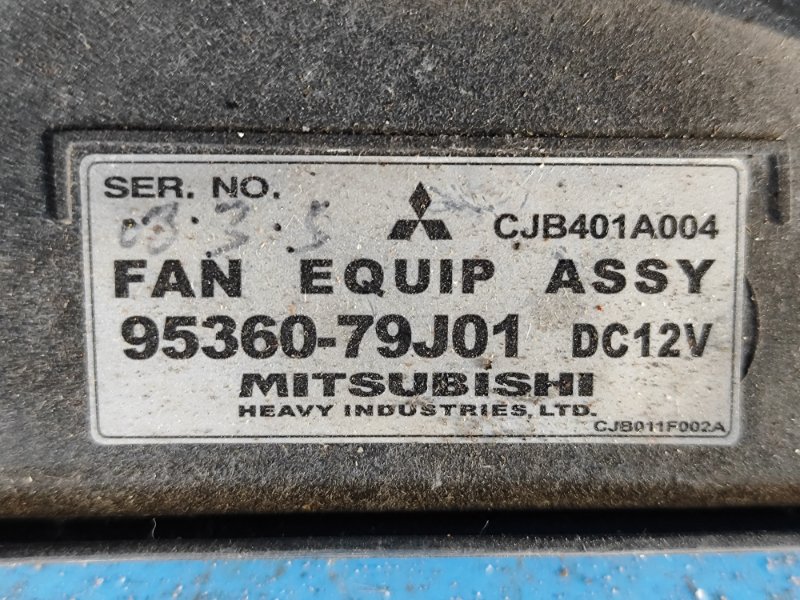 SER. NO.
03.3.5
CJB401A004
FAN EQUIP ASSY
95360-79J01 DC12V
MITSUBISHI
HEAVY INDUSTRIES, LTD.
CJB011F002A